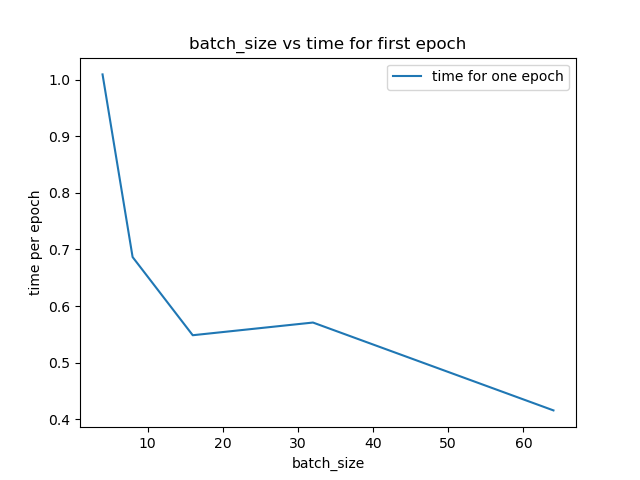 batch_size vs time for first epoch
time for one epoch
time per epoch
1.0
0.9
0.8
0.7
0.6
0.5
0.4
10 20 30 40 50 60
batch_size